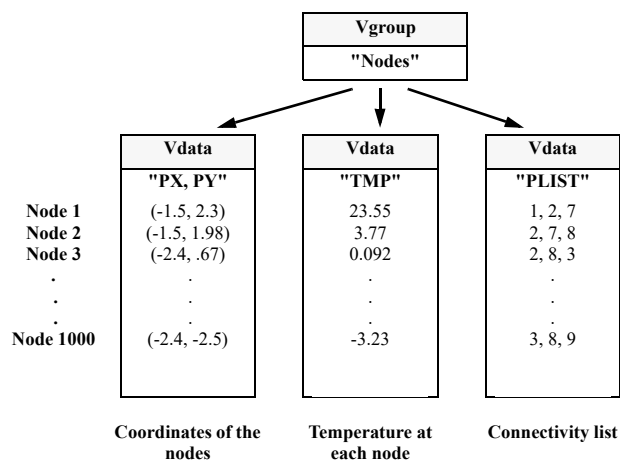 Vgroup
"Nodes"
Vdata Vdata Vdata
"PX, PY" "TMP" "PLIST"
Node 1 (-1.5, 2.3) 23.55 1, 2, 7
Node 2 (-1.5, 1.98) 3.77 2, 7, 8
Node 3 (-2.4, .67) 0.092 2, 8, 3
. . . .
. . . .
. . . .
Node 1000 (-2.4, -2.5) -3.23 3, 8, 9
Coordinates of the Temperature at Connectivity list
nodes each node